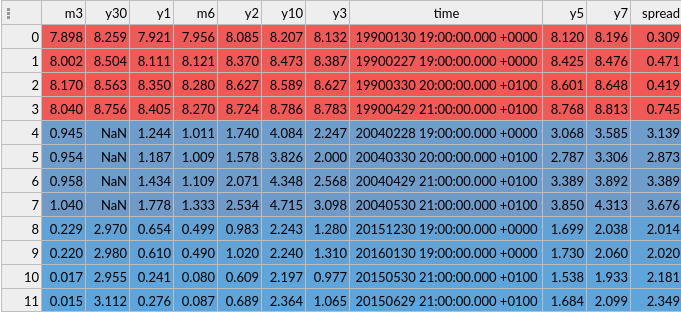 m3 y30 y1 m6 y2 y10 y3 time y5 y7 spread
0 7.898 8.259 7.921 7.956 8.085 8.207 8.132 19900130 19:00:00.000 +0000 8.120 8.196 0.309
1 8.002 8.504 8.111 8.121 8.370 8.473 8.387 19900227 19:00:00.000 +0000 8.425 8.476 0.471
2 8.170 8.563 8.350 8.280 8.627 8.589 8.627 19900330 20:00:00.000 +0100 8.601 8.648 0.419
3 8.040 8.756 8.405 8.270 8.724 8.786 8.783 19900429 21:00:00.000 +0100 8.768 8.813 0.745
4 0.945 NaN 1.244 1.011 1.740 4.084 2.247 20040228 19:00:00.000 +0000 3.068 3.585 3.139
5 0.954 NaN 1.187 1.009 1.578 3.826 2.000 20040330 20:00:00.000 +0100 2.787 3.306 2.873
6 0.958 NaN 1.434 1.109 2.071 4.348 2.568 20040429 21:00:00.000 +0100 3.389 3.892 3.389
7 1.040 NaN 1.778 1.333 2.534 4.715 3.098 20040530 21:00:00.000 +0100 3.850 4.313 3.676
8 0.229 2.970 0.654 0.499 0.983 2.243 1.280 20151230 19:00:00.000 +0000 1.699 2.038 2.014
9 0.220 2.980 0.610 0.490 1.020 2.240 1.310 20160130 19:00:00.000 +0000 1.730 2.060 2.020
10 0.017 2.955 0.241 0.080 0.609 2.197 0.977 20150530 21:00:00.000 +0100 1.538 1.933 2.181
11 0.015 3.112 0.276 0.087 0.689 2.364 1.065 20150629 21:00:00.000 +0100 1.684 2.099 2.349